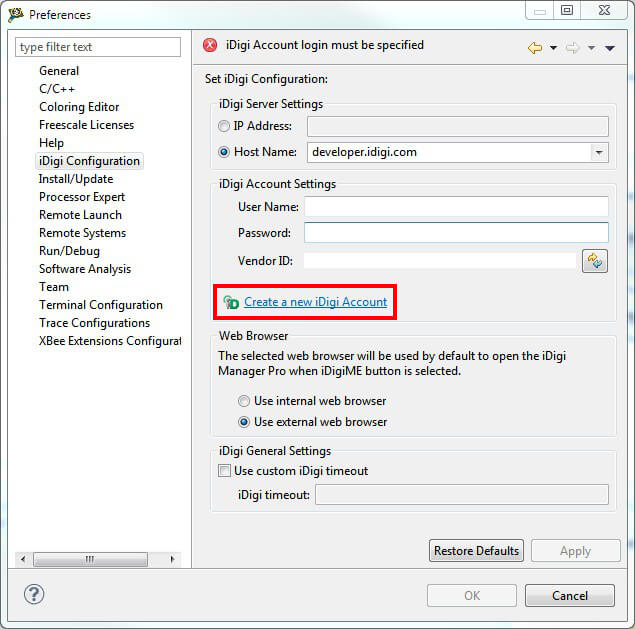 Preferences
type filter text
General
C/C++
Coloring Editor
Freescale Licenses
Help
iDigi Configuration
Install/Update
Processor Expert
Remote Launch
Remote Systems
Run/Debug
Software Analysis
Team
Terminal Configuration
Trace Configurations
XBee Extensions Configurat
iDigi Account login must be specified
Set iDigi Configuration:
iDigi Server Settings
IP Address:
Host Name: developer.idigi.com
iDigi Account Settings
User Name:
Password:
Vendor ID:
Create a new iDigi Account
Web Browser
The selected web browser will be used by default to open the iDigi
Manager Pro when iDigiME button is selected.
Use internal web browser
Use external web browser
iDigi General Settings
Use custom iDigi timeout
iDigi timeout:
Restore Defaults Apply
OK Cancel